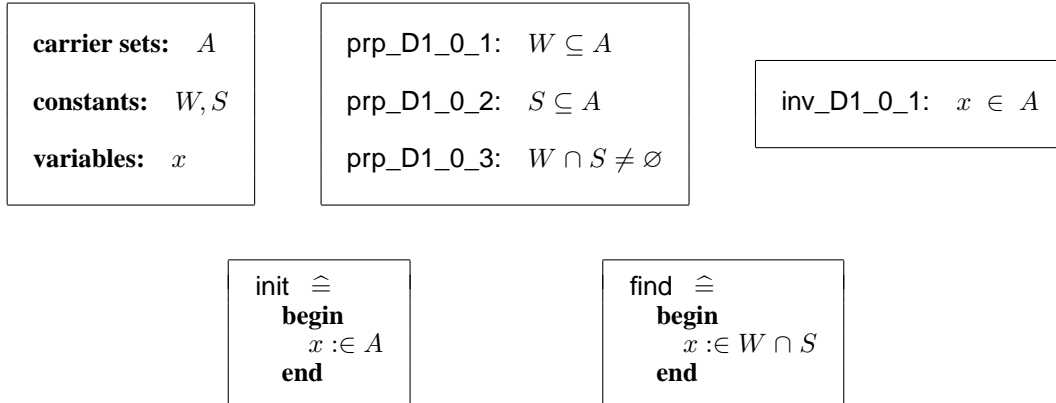 carrier sets: A
constants: W, S
variables: x
prp_D1_0_1: W ⊆ A
prp_D1_0_2: S ⊆ A
prp_D1_0_3: W ∩ S ≠ ∅
inv_D1_0_1: x ∈ A
init ≙
begin
x :∈ A
end
find ≙
begin
x :∈ W ∩ S
end